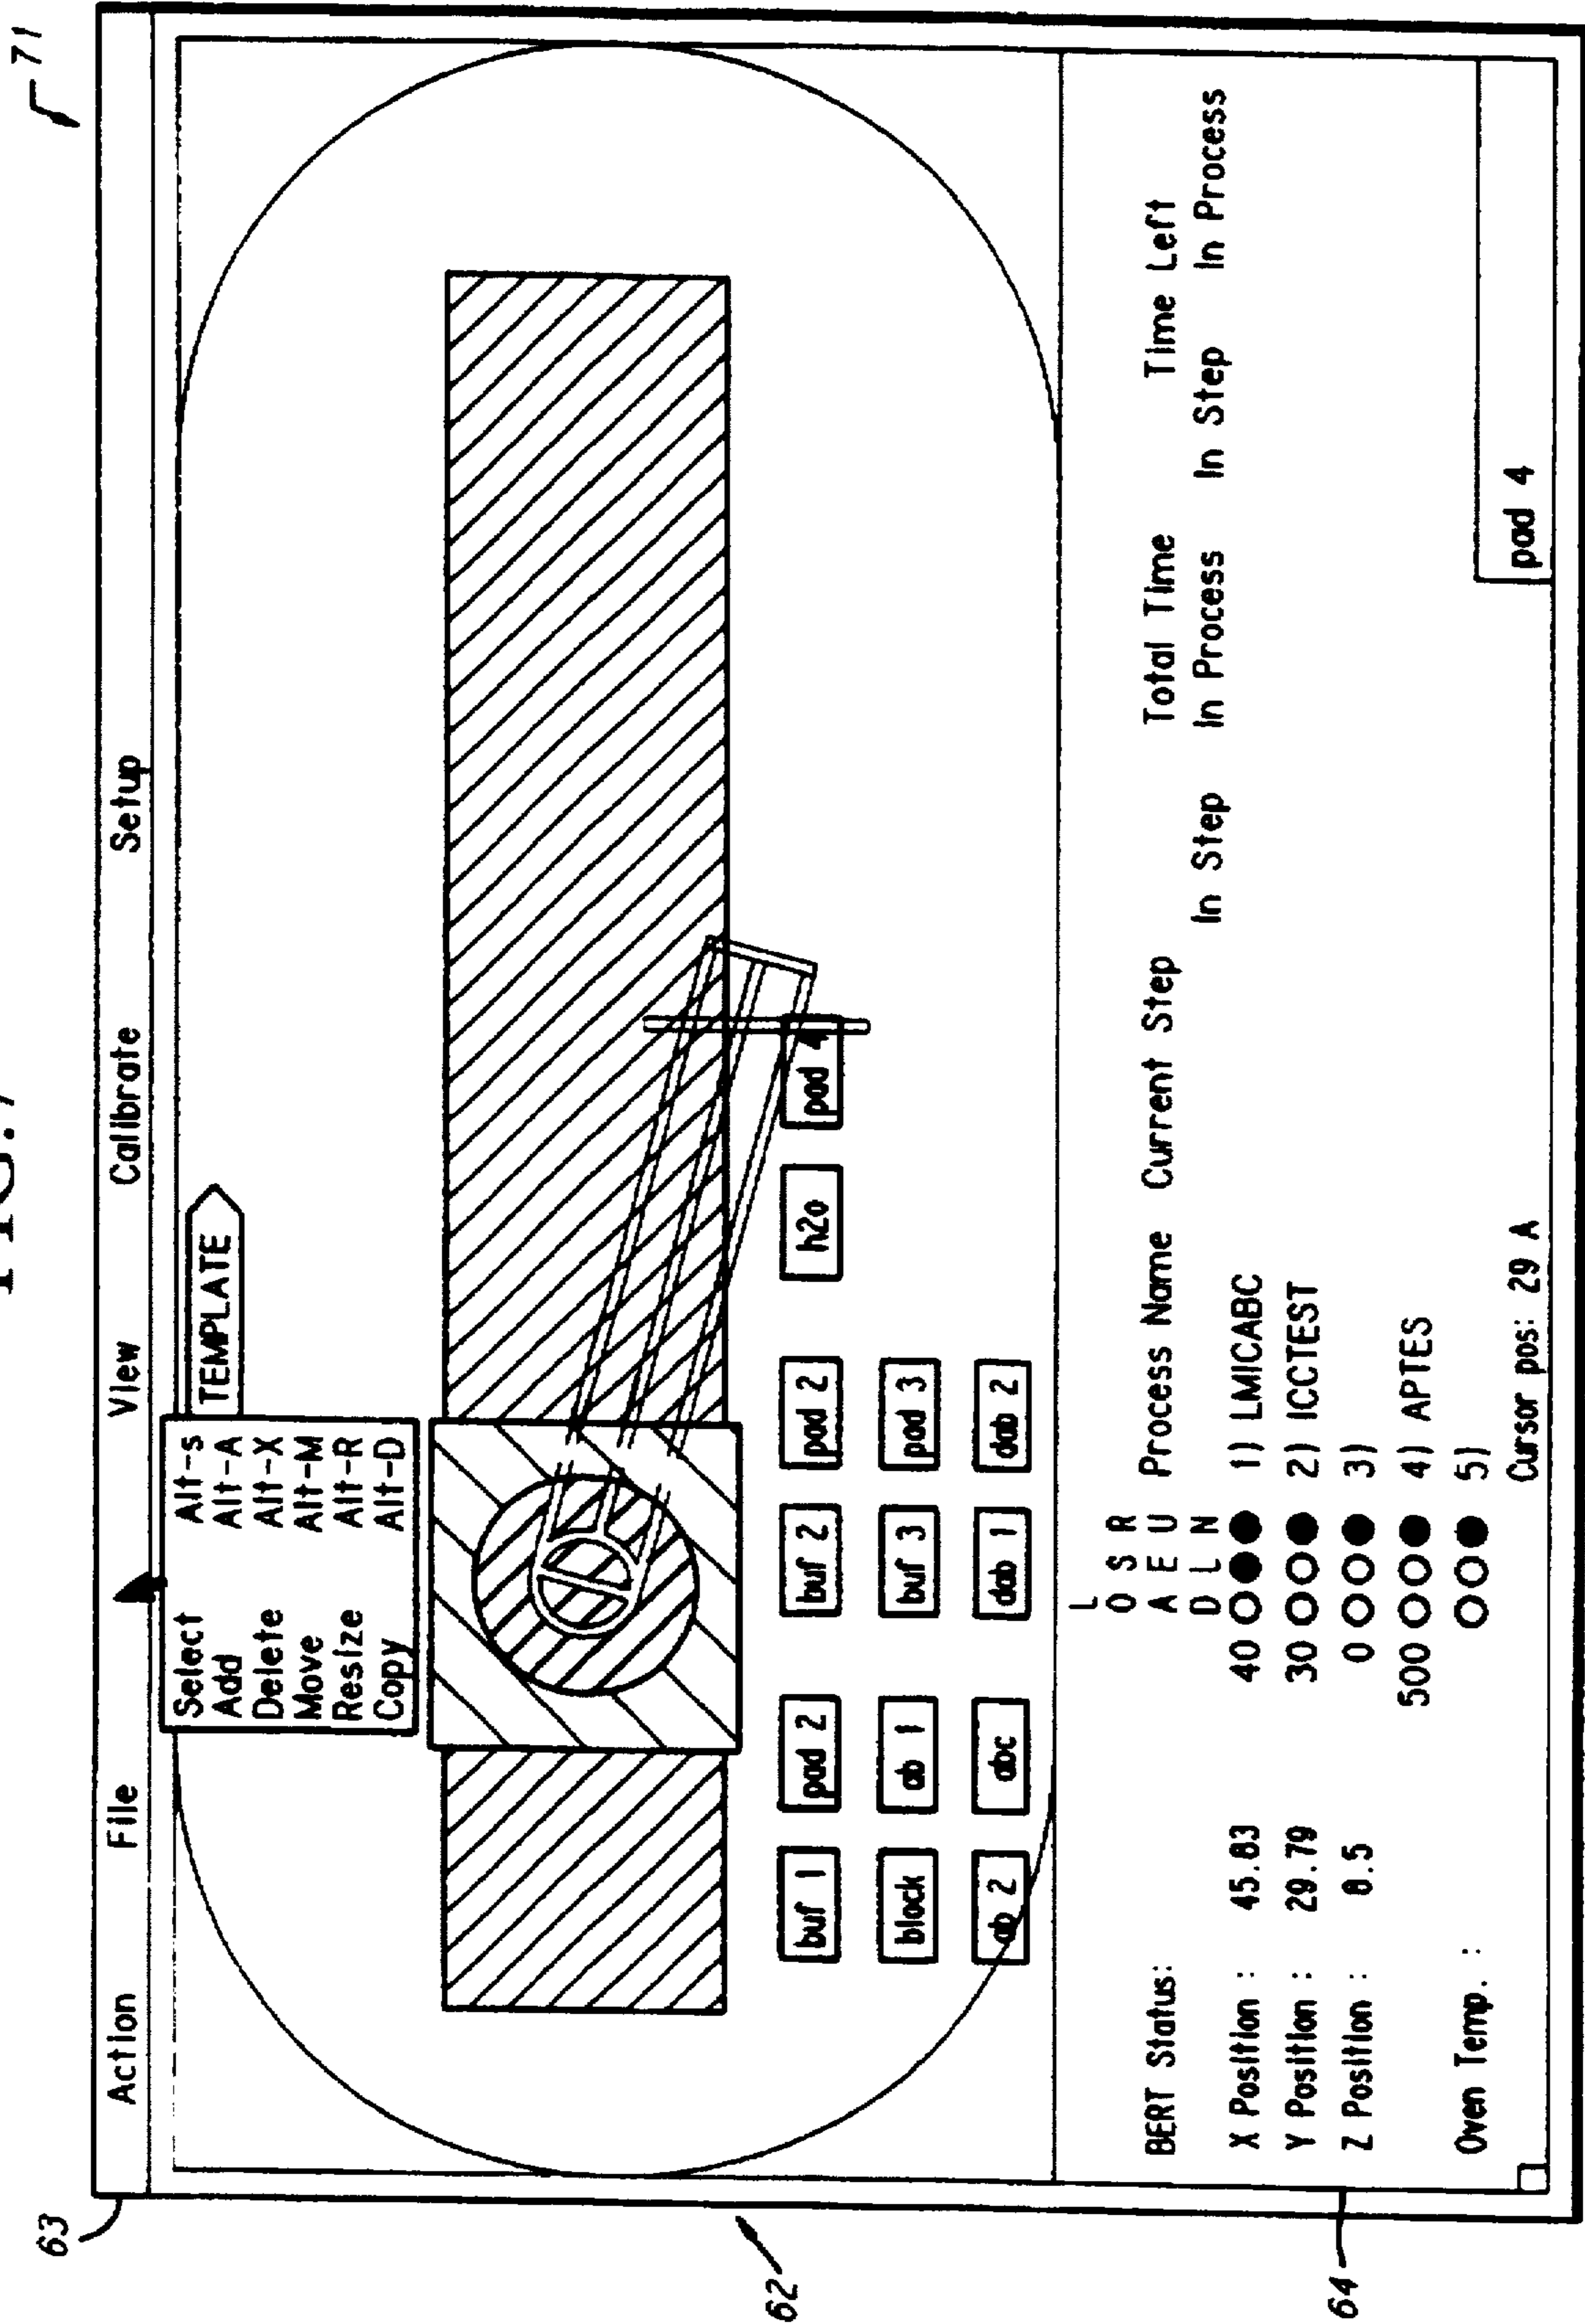 71
63
Action File View Calibrate Setup
Select Alt-s
Add Alt-A
Delete Alt-X
Move Alt-M
Resize Alt-R
Copy Alt-D
TEMPLATE
62
buf 1 pad 2 buf 2 pad 2 h2o pad 4
block ab 1 buf 3 pad 3
ab 2 abc dab 1 dab 2
L
O S R
A E U
D L N
BERT Status: Process Name Current Step Total Time Time Left
In Step In Process In Step In Process
X Position : 45.83 40 1) LMICABC
Y Position : 29.79 30 2) ICCTEST
Z Position : 0.5 0 3)
64
500 4) APTES
Oven Temp. : 5)
Cursor pos: 29 A pad 4